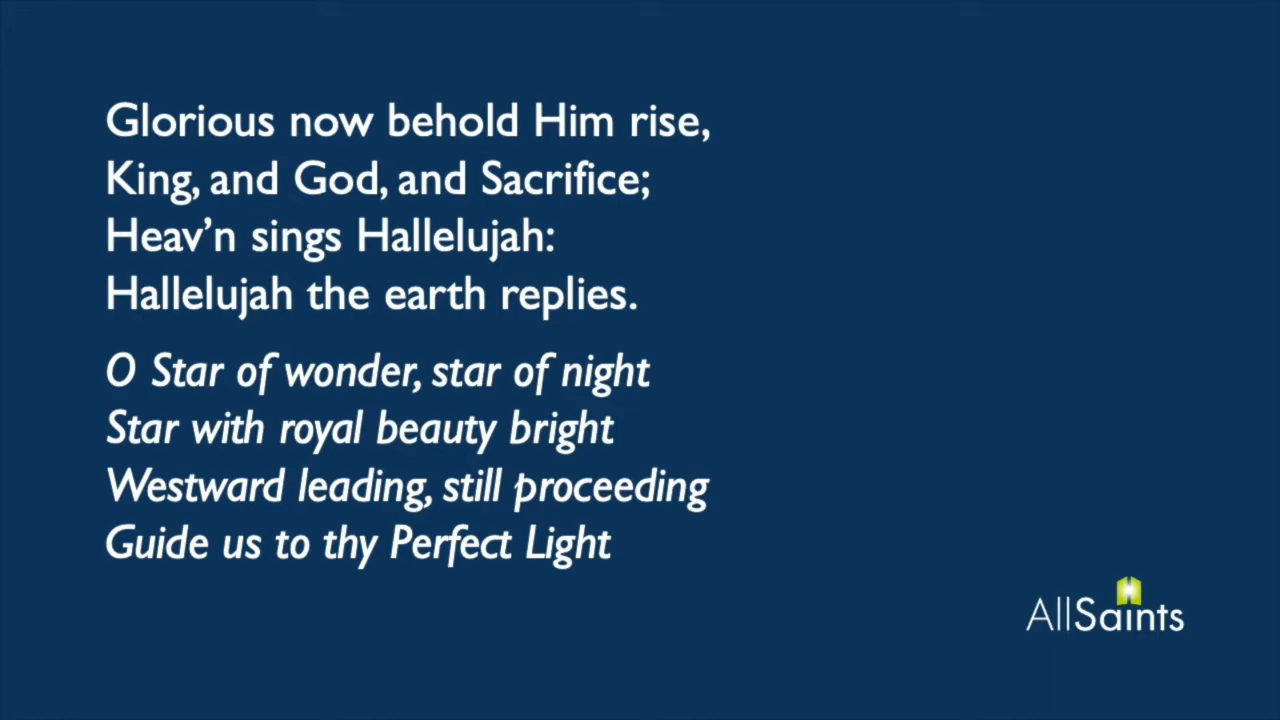 Glorious now behold Him rise,
King, and God, and Sacrifice;
Heav’n sings Hallelujah:
Hallelujah the earth replies.
O Star of wonder, star of night
Star with royal beauty bright
Westward leading, still proceeding
Guide us to thy Perfect Light
AllSaints